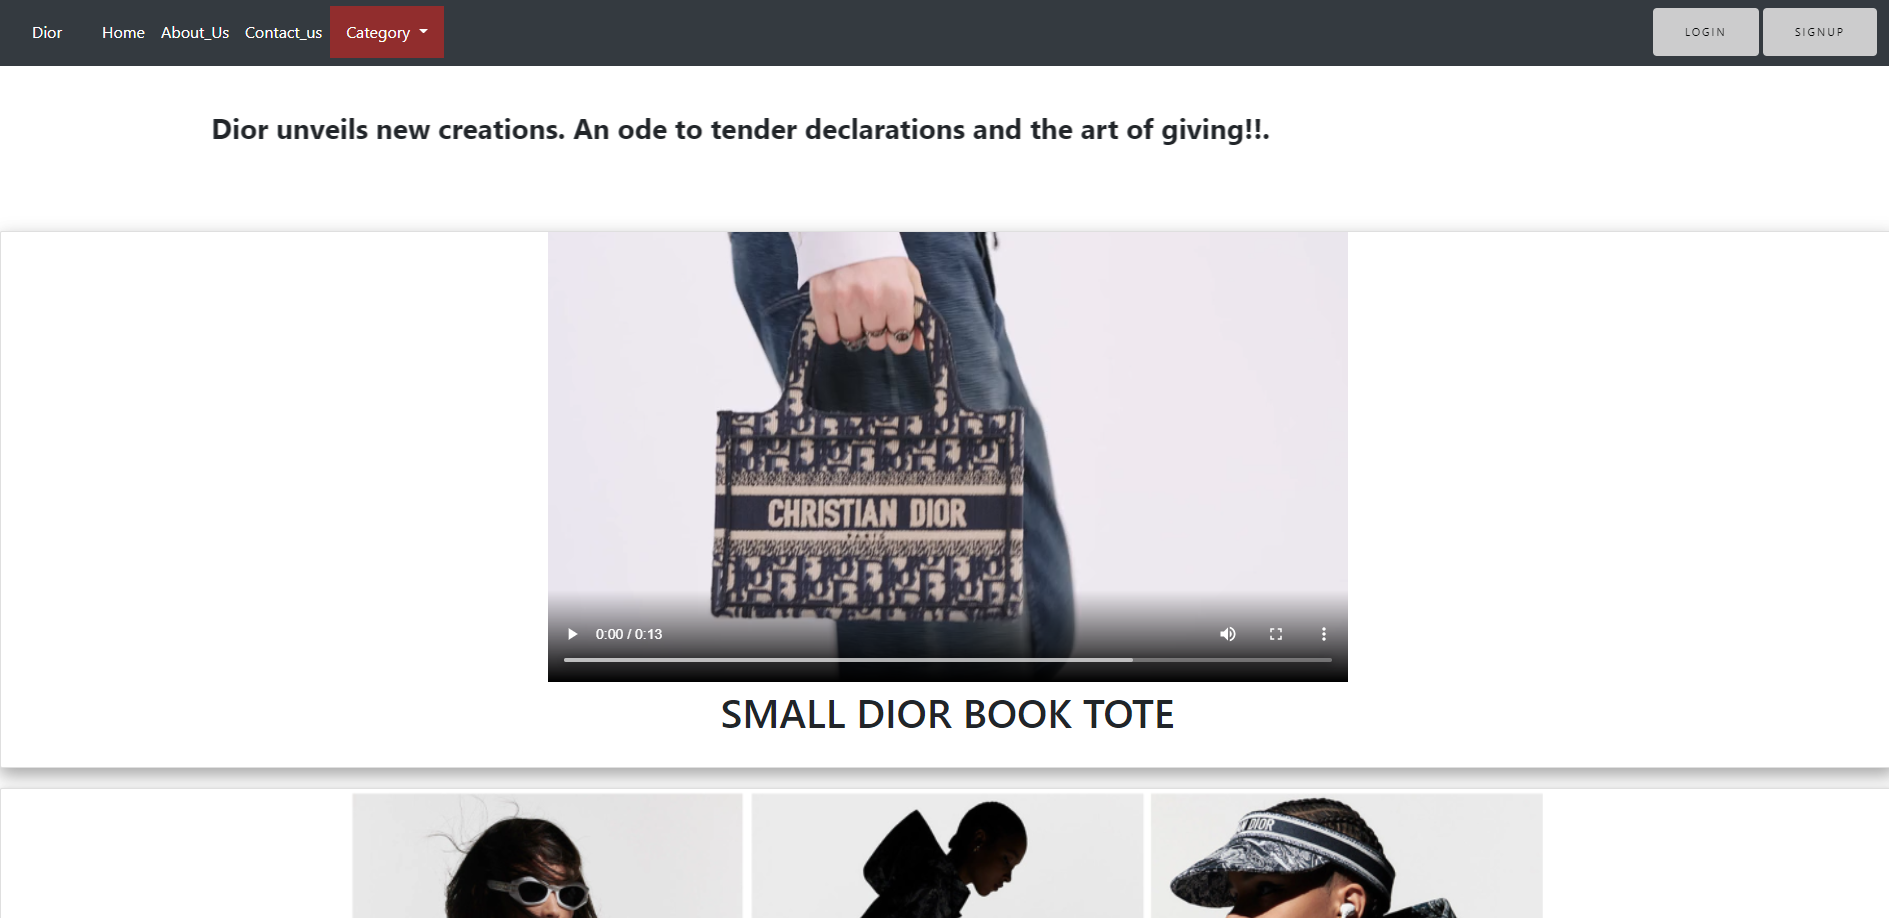 Dior Home About_Us Contact_us Category LOGIN SIGNUP
Dior unveils new creations. An ode to tender declarations and the art of giving!!.
CHRISTIAN DIOR
PARIS
0:00 / 0:13
SMALL DIOR BOOK TOTE
DIOR